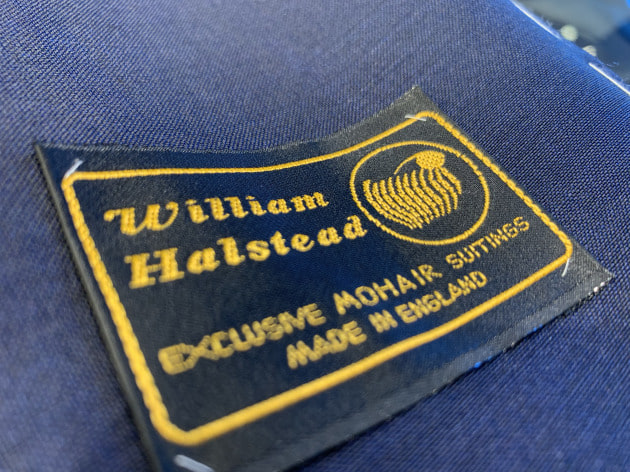 William
Halstead
EXCLUSIVE MOHAIR SUITINGS
MADE IN ENGLAND